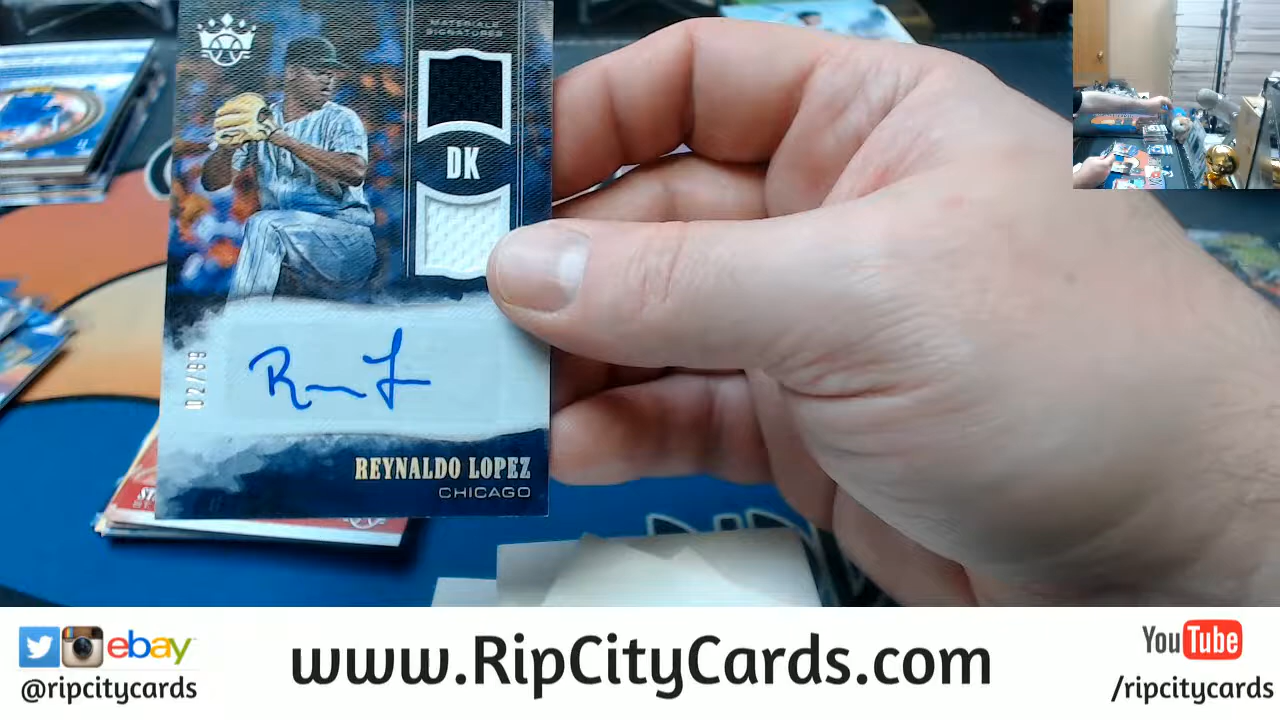 MATERIALS
SIGNATURES
DK
02/99
REYNALDO LOPEZ
CHICAGO
ebay
@ripcitycards
www.RipCityCards.com
YouTube
/ripcitycards